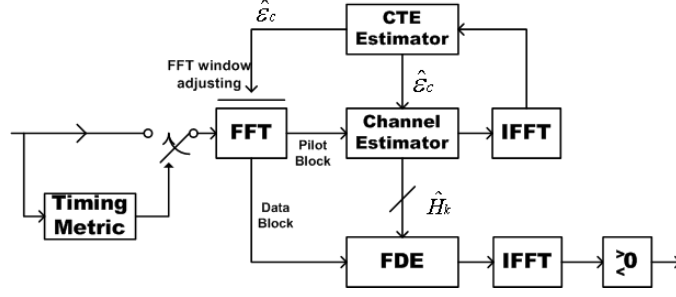 ε̂c
CTE
Estimator
FFT window
adjusting
ε̂c
FFT
Pilot
Block
Channel
Estimator
IFFT
Timing
Metric
Data
Block
Ĥk
FDE
IFFT
><0